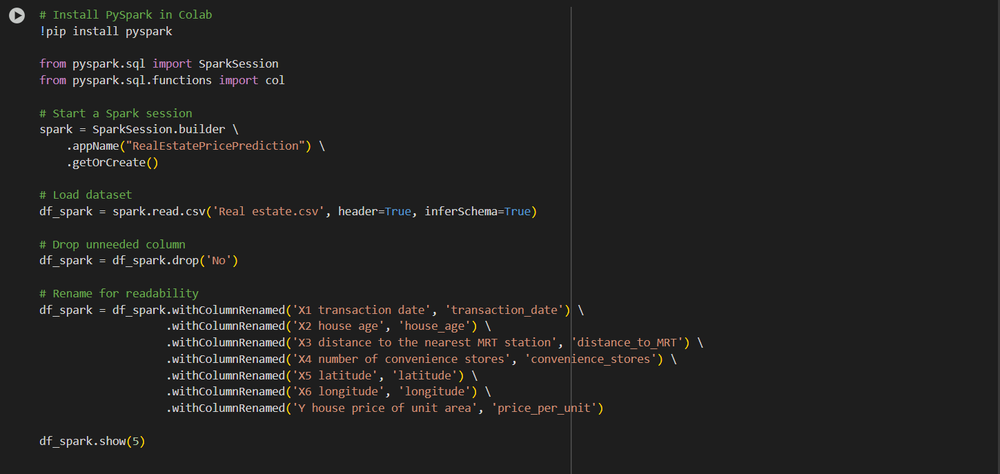 # Install PySpark in Colab
!pip install pyspark
from pyspark.sql import SparkSession
from pyspark.sql.functions import col
# Start a Spark session
spark = SparkSession.builder \
    .appName("RealEstatePricePrediction") \
    .getOrCreate()
# Load dataset
df_spark = spark.read.csv('Real estate.csv', header=True, inferSchema=True)
# Drop unneeded column
df_spark = df_spark.drop('No')
# Rename for readability
df_spark = df_spark.withColumnRenamed('X1 transaction date', 'transaction_date') \
                   .withColumnRenamed('X2 house age', 'house_age') \
                   .withColumnRenamed('X3 distance to the nearest MRT station', 'distance_to_MRT') \
                   .withColumnRenamed('X4 number of convenience stores', 'convenience_stores') \
                   .withColumnRenamed('X5 latitude', 'latitude') \
                   .withColumnRenamed('X6 longitude', 'longitude') \
                   .withColumnRenamed('Y house price of unit area', 'price_per_unit')
df_spark.show(5)